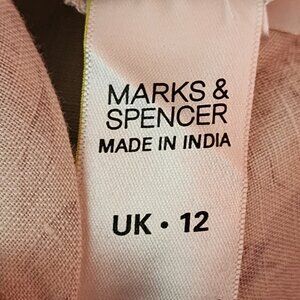 MARKS &
SPENCER
MADE IN INDIA
UK • 12